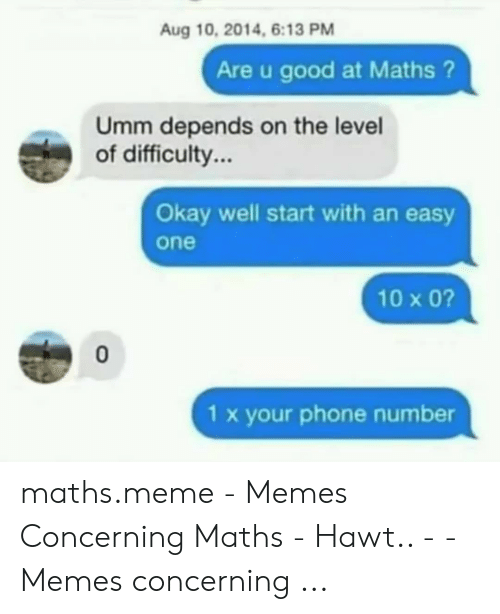 Aug 10, 2014, 6:13 PM
Are u good at Maths ?
Umm depends on the level
of difficulty...
Okay well start with an easy
one
10 x 0?
0
1 x your phone number
maths.meme - Memes
Concerning Maths - Hawt.. - -
Memes concerning ...